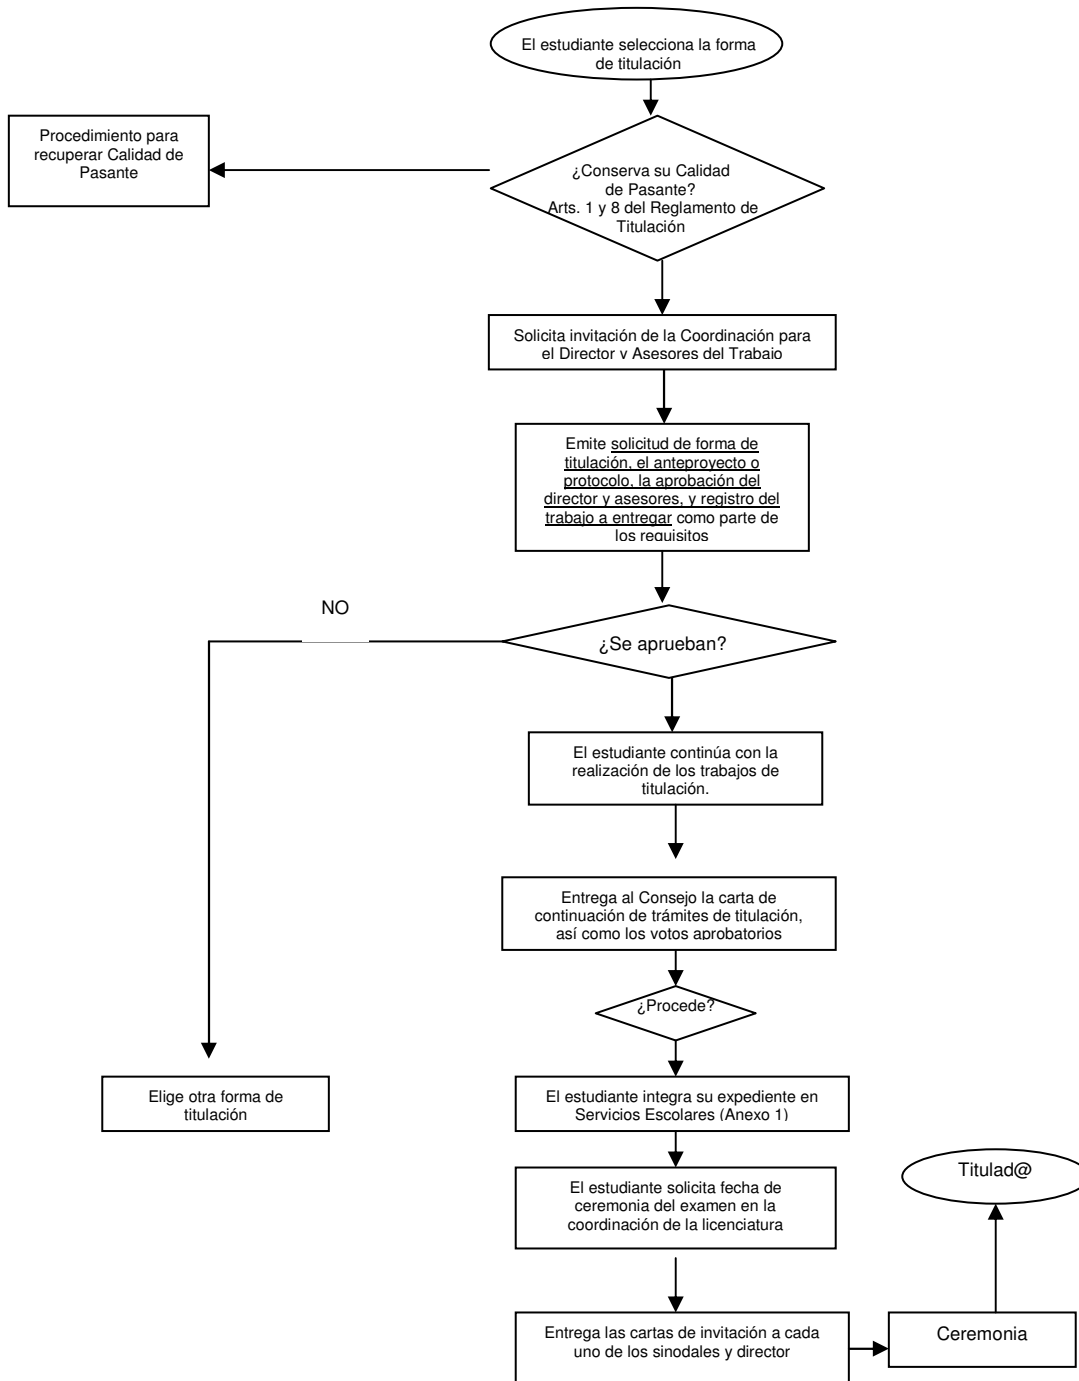 El estudiante selecciona la forma
de titulación
Procedimiento para
recuperar Calidad de
Pasante
¿Conserva su Calidad
de Pasante?
Arts. 1 y 8 del Reglamento de
Titulación
Solicita invitación de la Coordinación para
el Director y Asesores del Trabajo
Emite solicitud de forma de
titulación, el anteproyecto o
protocolo, la aprobación del
director y asesores, y registro del
trabajo a entregar como parte de
los requisitos
NO
¿Se aprueban?
El estudiante continúa con la
realización de los trabajos de
titulación.
Entrega al Consejo la carta de
continuación de trámites de titulación,
así como los votos aprobatorios
¿Procede?
Elige otra forma de
titulación
El estudiante integra su expediente en
Servicios Escolares (Anexo 1)
El estudiante solicita fecha de
ceremonia del examen en la
coordinación de la licenciatura
Titulad@
Entrega las cartas de invitación a cada
uno de los sinodales y director
Ceremonia